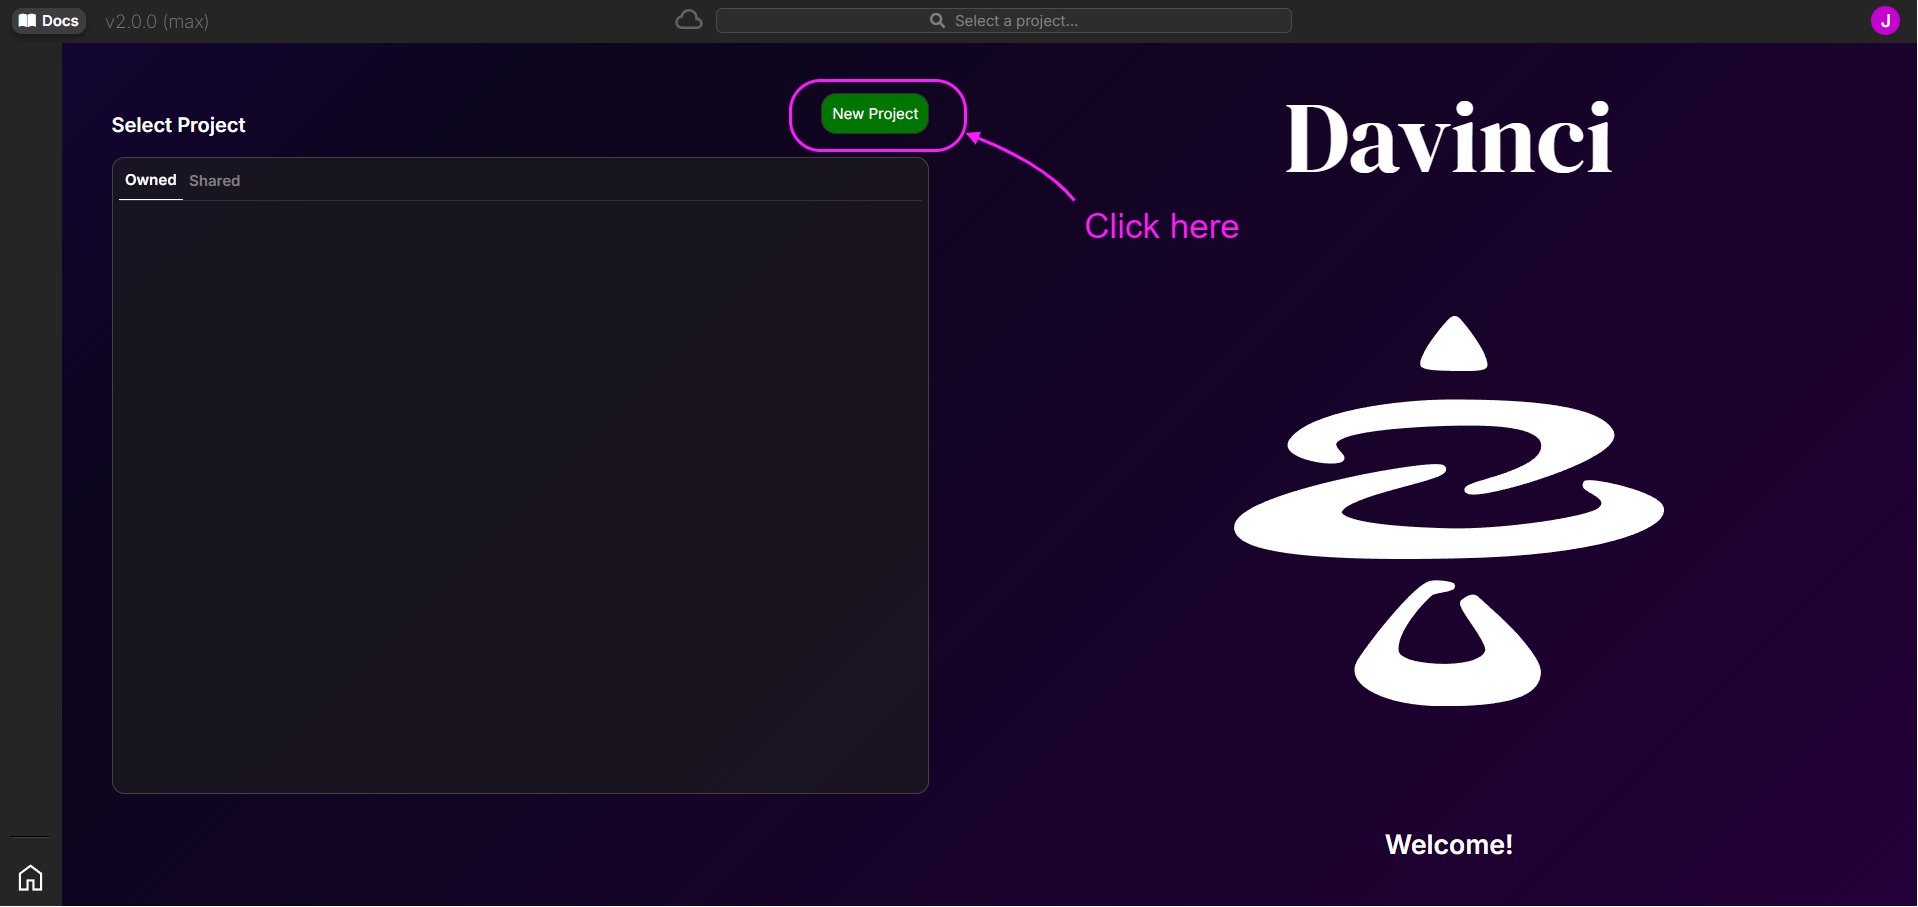 Docs
v2.0.0 (max)
Select a project...
J
Select Project
New Project
Davinci
Owned
Shared
Click here
Welcome!